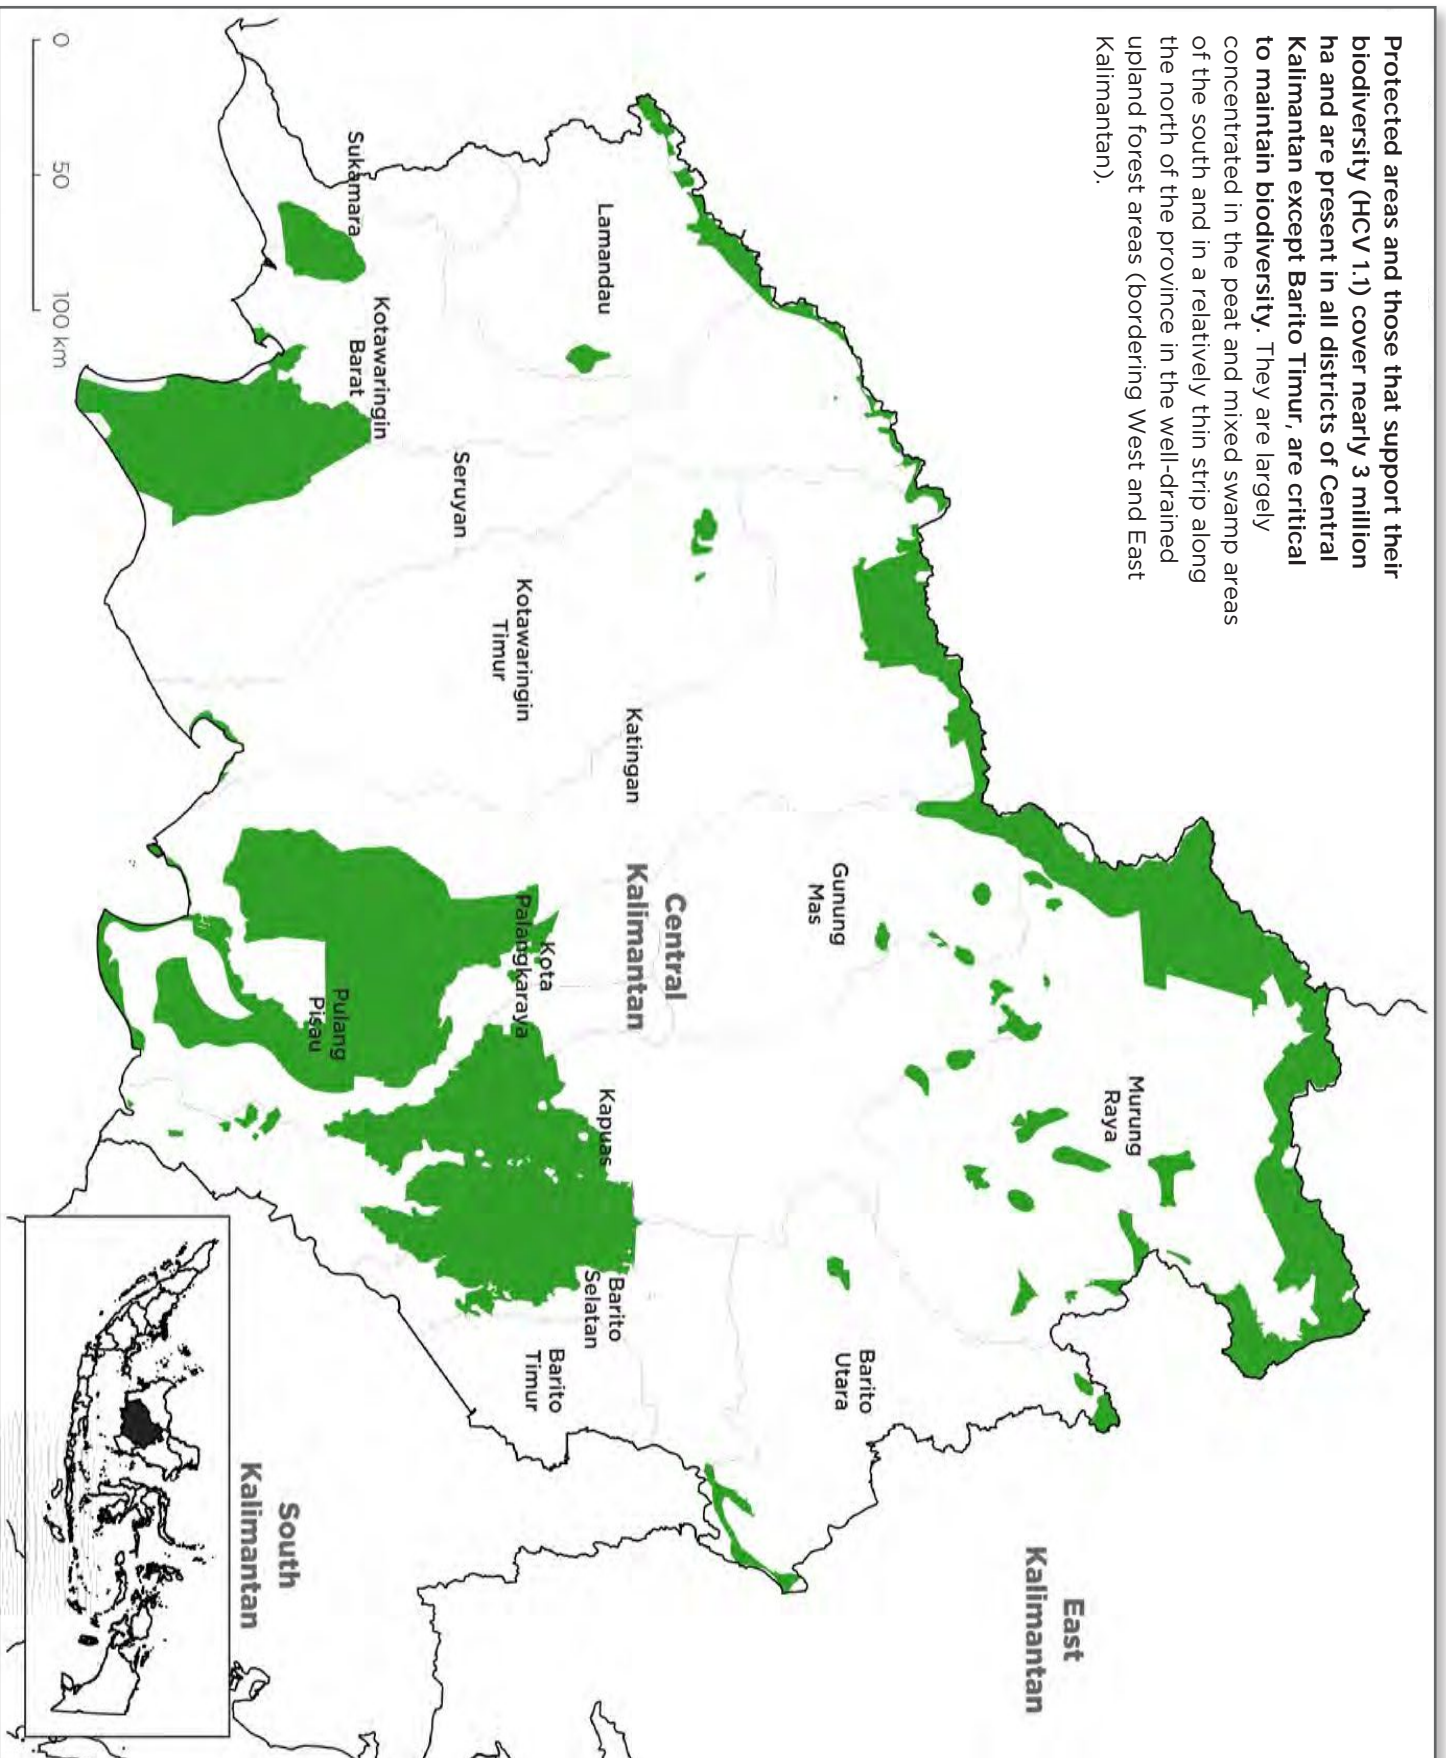 Protected areas and those that support their
biodiversity (HCV 1.1) cover nearly 3 million
ha and are present in all districts of Central
Kalimantan except Barito Timur, are critical
to maintain biodiversity. They are largely
concentrated in the peat and mixed swamp areas
of the south and in a relatively thin strip along
the north of the province in the well-drained
upland forest areas (bordering West and East
Kalimantan).
Murung
Raya
East
Kalimantan
Gunung
Mas
Barito
Utara
Central
Kalimantan
Katingan
Lamandau
Kapuas
Barito
Selatan
Kota
Palangkaraya
Barito
Timur
Kotawaringin
Timur
Seruyan
Kotawaringin
Barat
Sukamara
Pulang
Pisau
South
Kalimantan
0 50 100 km